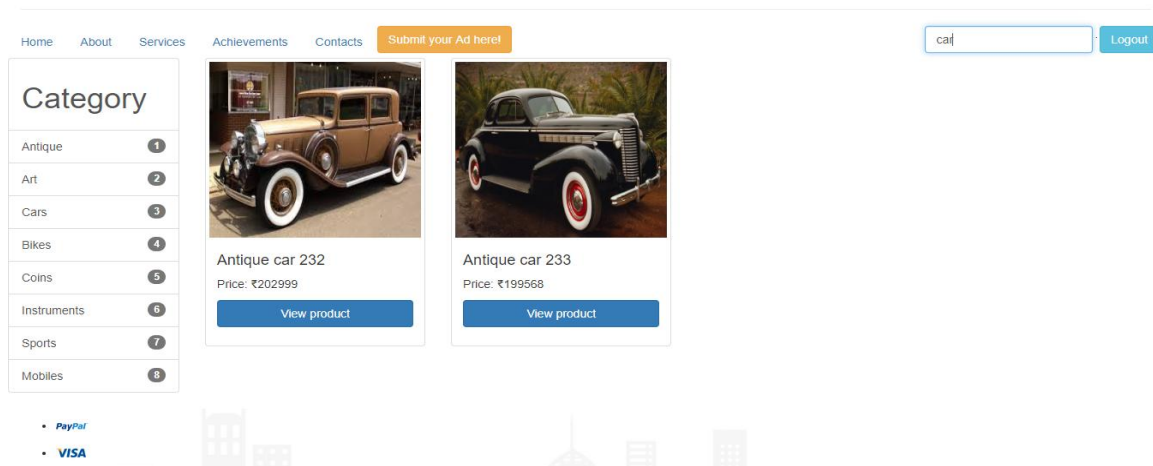 Home About Services Achievements Contacts Submit your Ad here! car Logout
Category
Antique 1
Art 2
Cars 3
Bikes 4
Coins 5
Instruments 6
Sports 7
Mobiles 8
Antique car 232
Price: ₹202999
View product
Antique car 233
Price: ₹199568
View product
PayPal
VISA